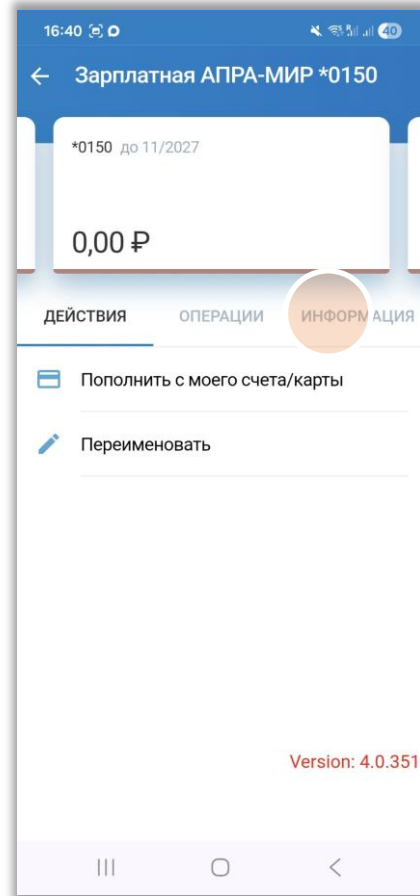 16:40 40
Зарплатная АПРА-МИР *0150
*0150 до 11/2027
0,00 ₽
ДЕЙСТВИЯ ОПЕРАЦИИ ИНФОРМАЦИЯ
Пополнить с моего счета/карты
Переименовать
Version: 4.0.351